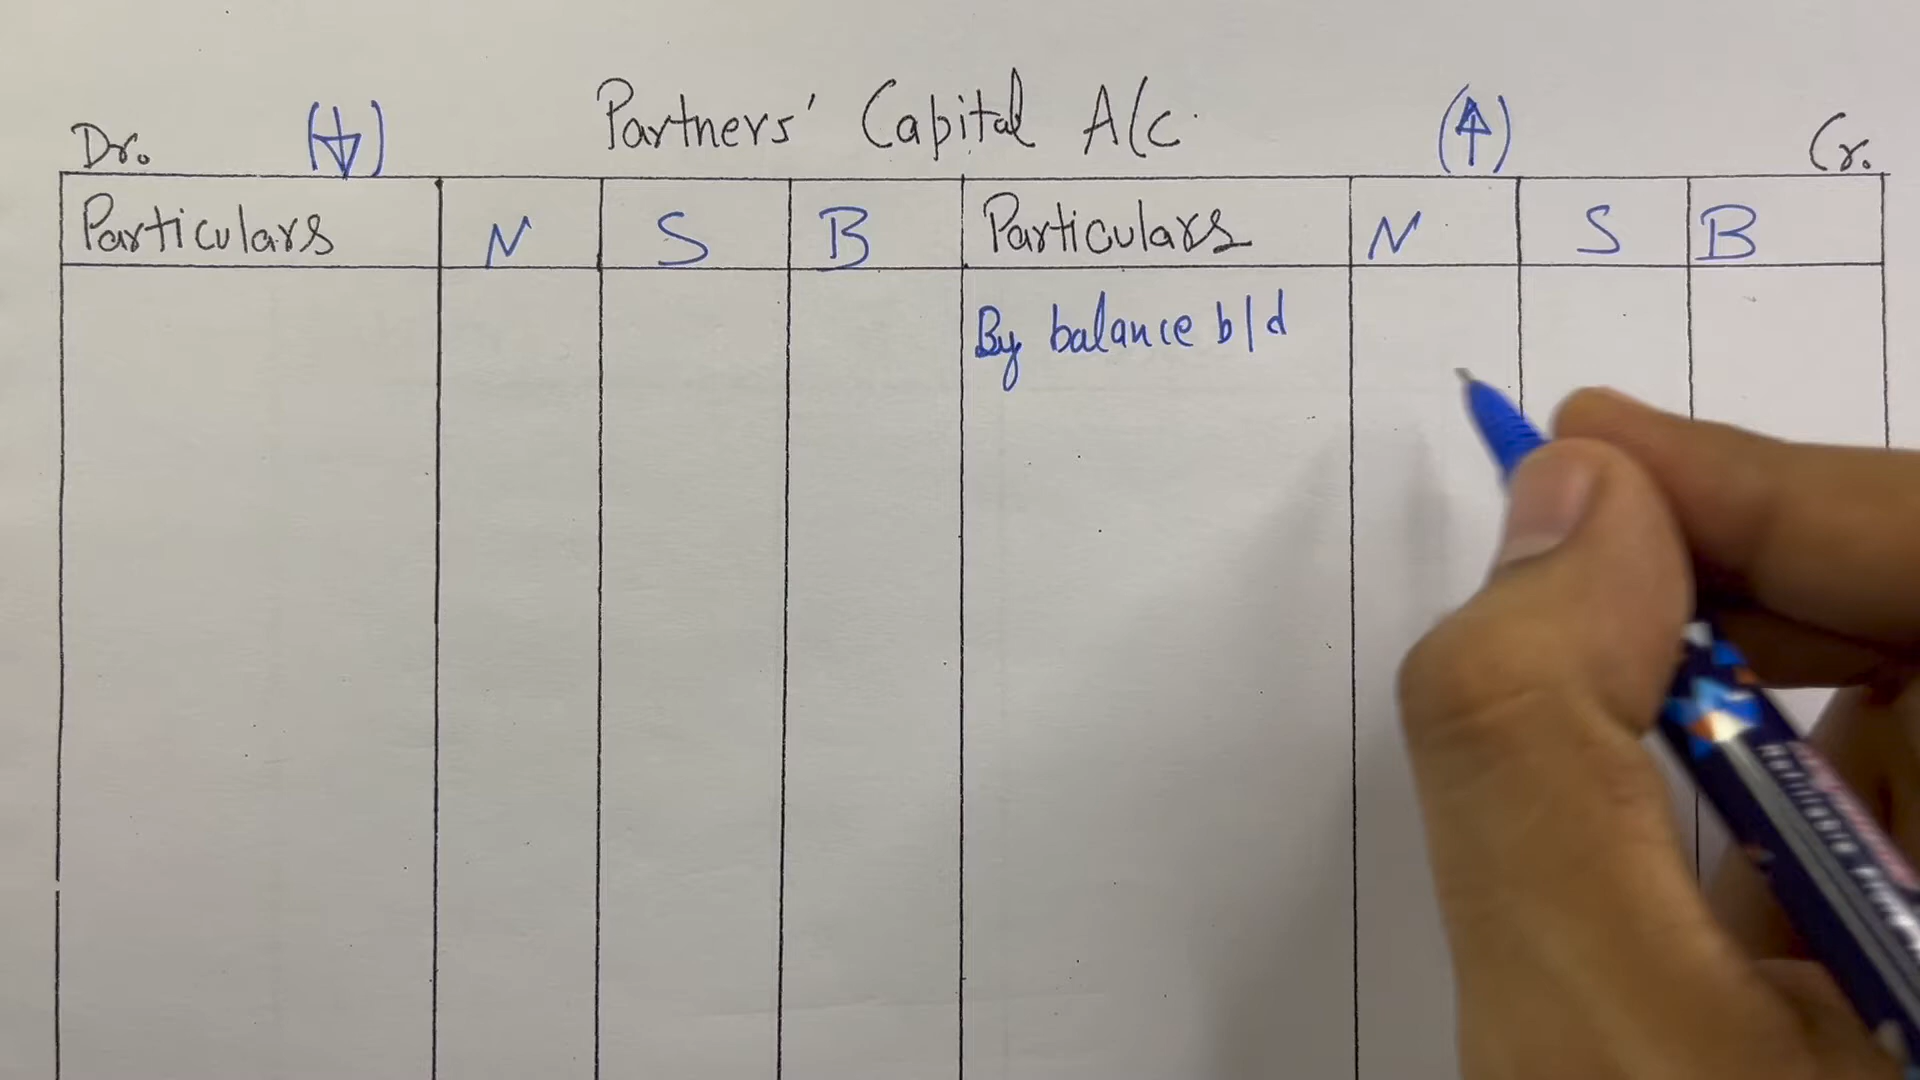 Partners' Capital A/c.
Dr. (↓) (↑) Cr.
Particulars N S B Particulars N S B
By balance b/d